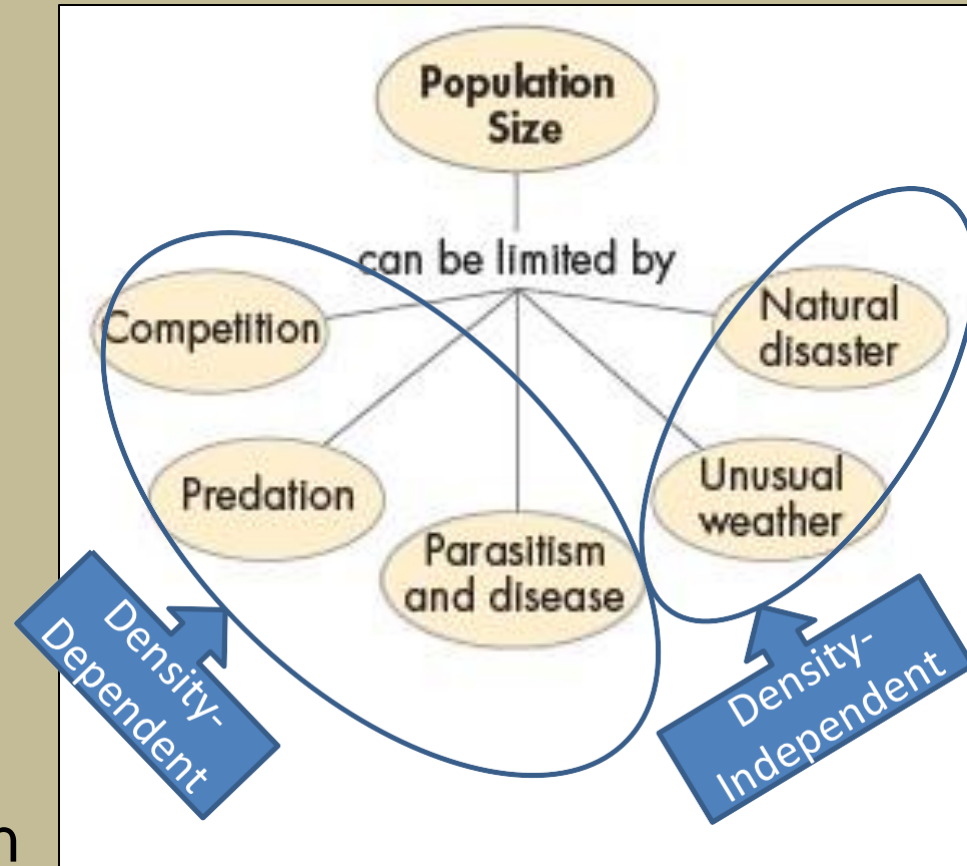 Population
Size
can be limited by
Competition
Natural
disaster
Predation
Unusual
weather
Parasitism
and disease
Density-
Dependent
Density-
Independent